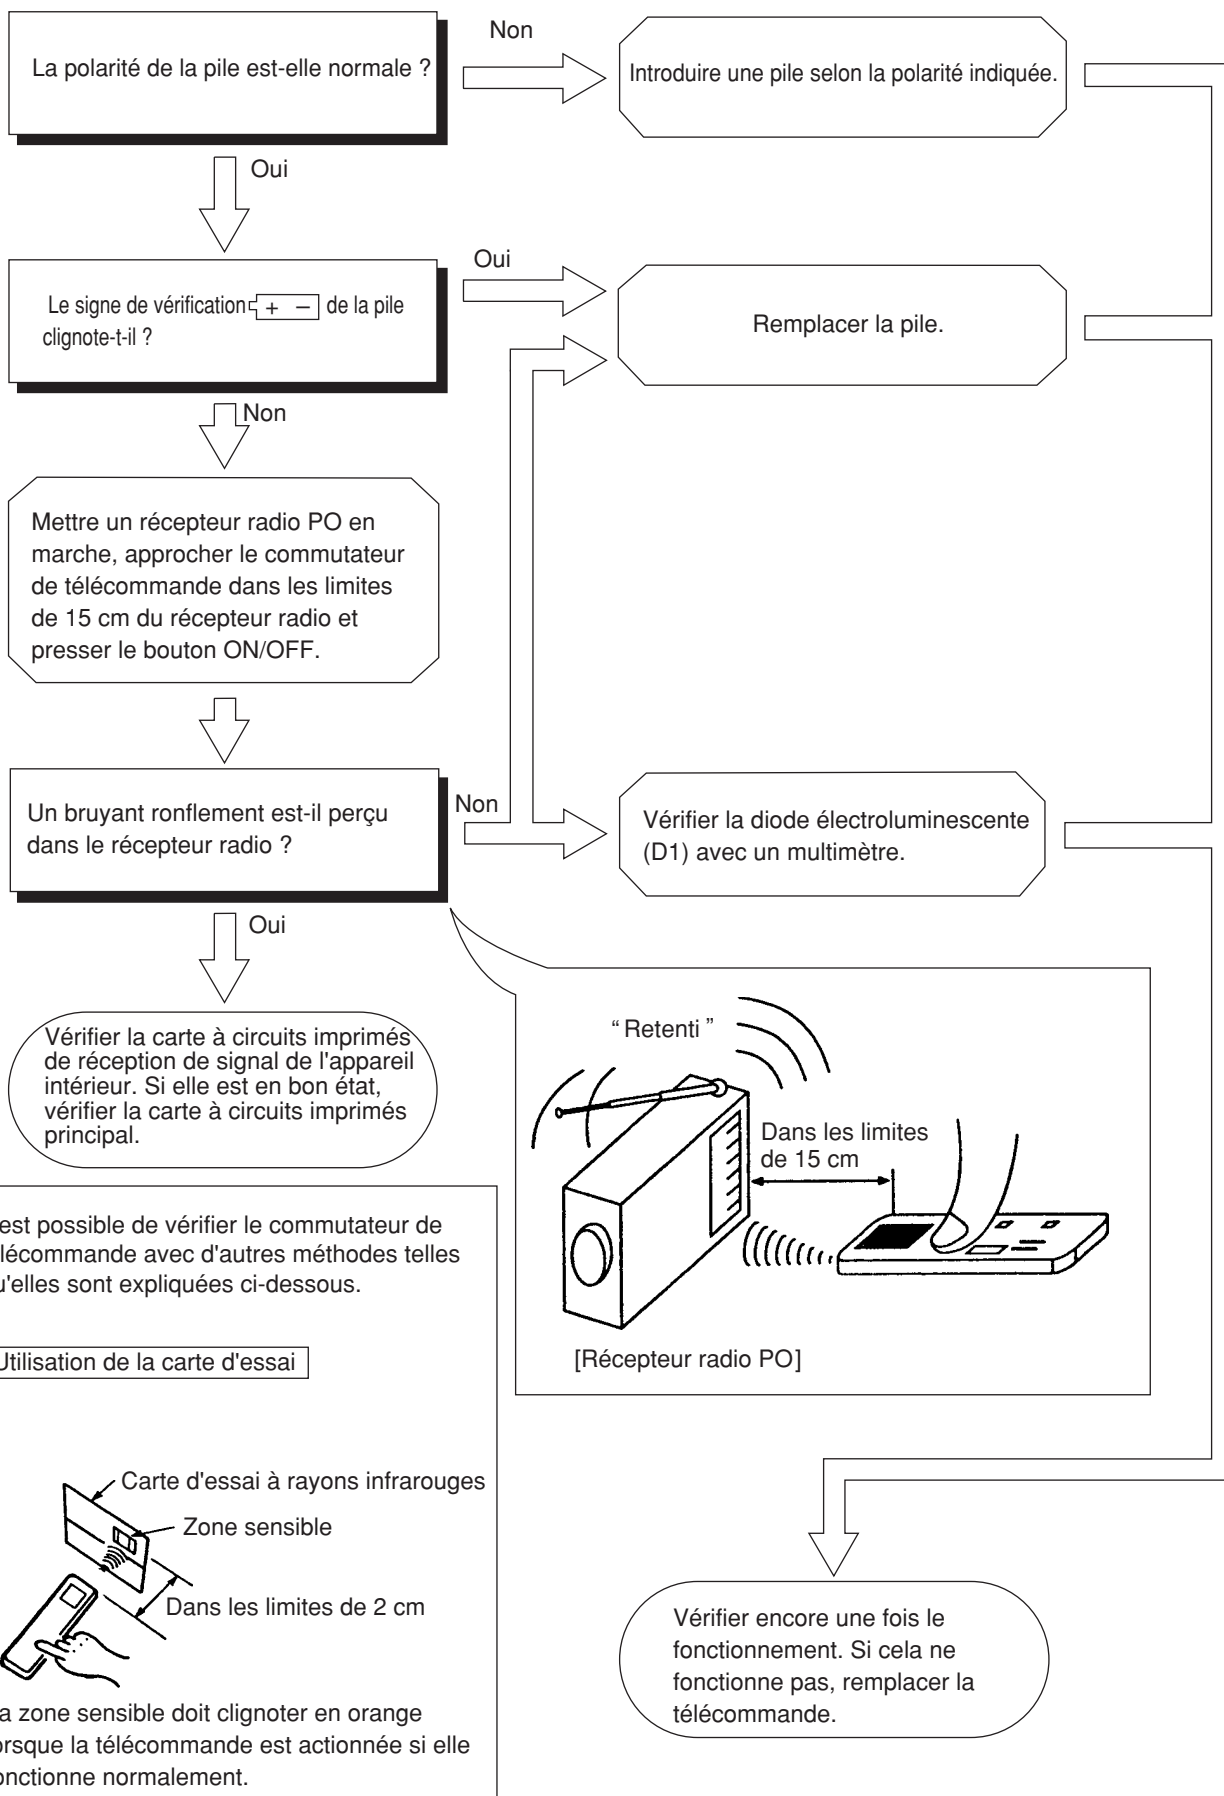 La polarité de la pile est-elle normale ?
Non
Introduire une pile selon la polarité indiquée.
Oui
Le signe de vérification + − de la pile
clignote-t-il ?
Oui
Remplacer la pile.
Non
Mettre un récepteur radio PO en
marche, approcher le commutateur
de télécommande dans les limites
de 15 cm du récepteur radio et
presser le bouton ON/OFF.
Un bruyant ronflement est-il perçu
dans le récepteur radio ?
Non
Vérifier la diode électroluminescente
(D1) avec un multimètre.
Oui
Vérifier la carte à circuits imprimés
de réception de signal de l'appareil
intérieur. Si elle est en bon état,
vérifier la carte à circuits imprimés
principal.
“ Retenti ”
Dans les limites
de 15 cm
[Récepteur radio PO]
est possible de vérifier le commutateur de
lécommande avec d'autres méthodes telles
u'elles sont expliquées ci-dessous.
Utilisation de la carte d'essai
Carte d'essai à rayons infrarouges
Zone sensible
Dans les limites de 2 cm
a zone sensible doit clignoter en orange
orsque la télécommande est actionnée si elle
onctionne normalement.
Vérifier encore une fois le
fonctionnement. Si cela ne
fonctionne pas, remplacer la
télécommande.